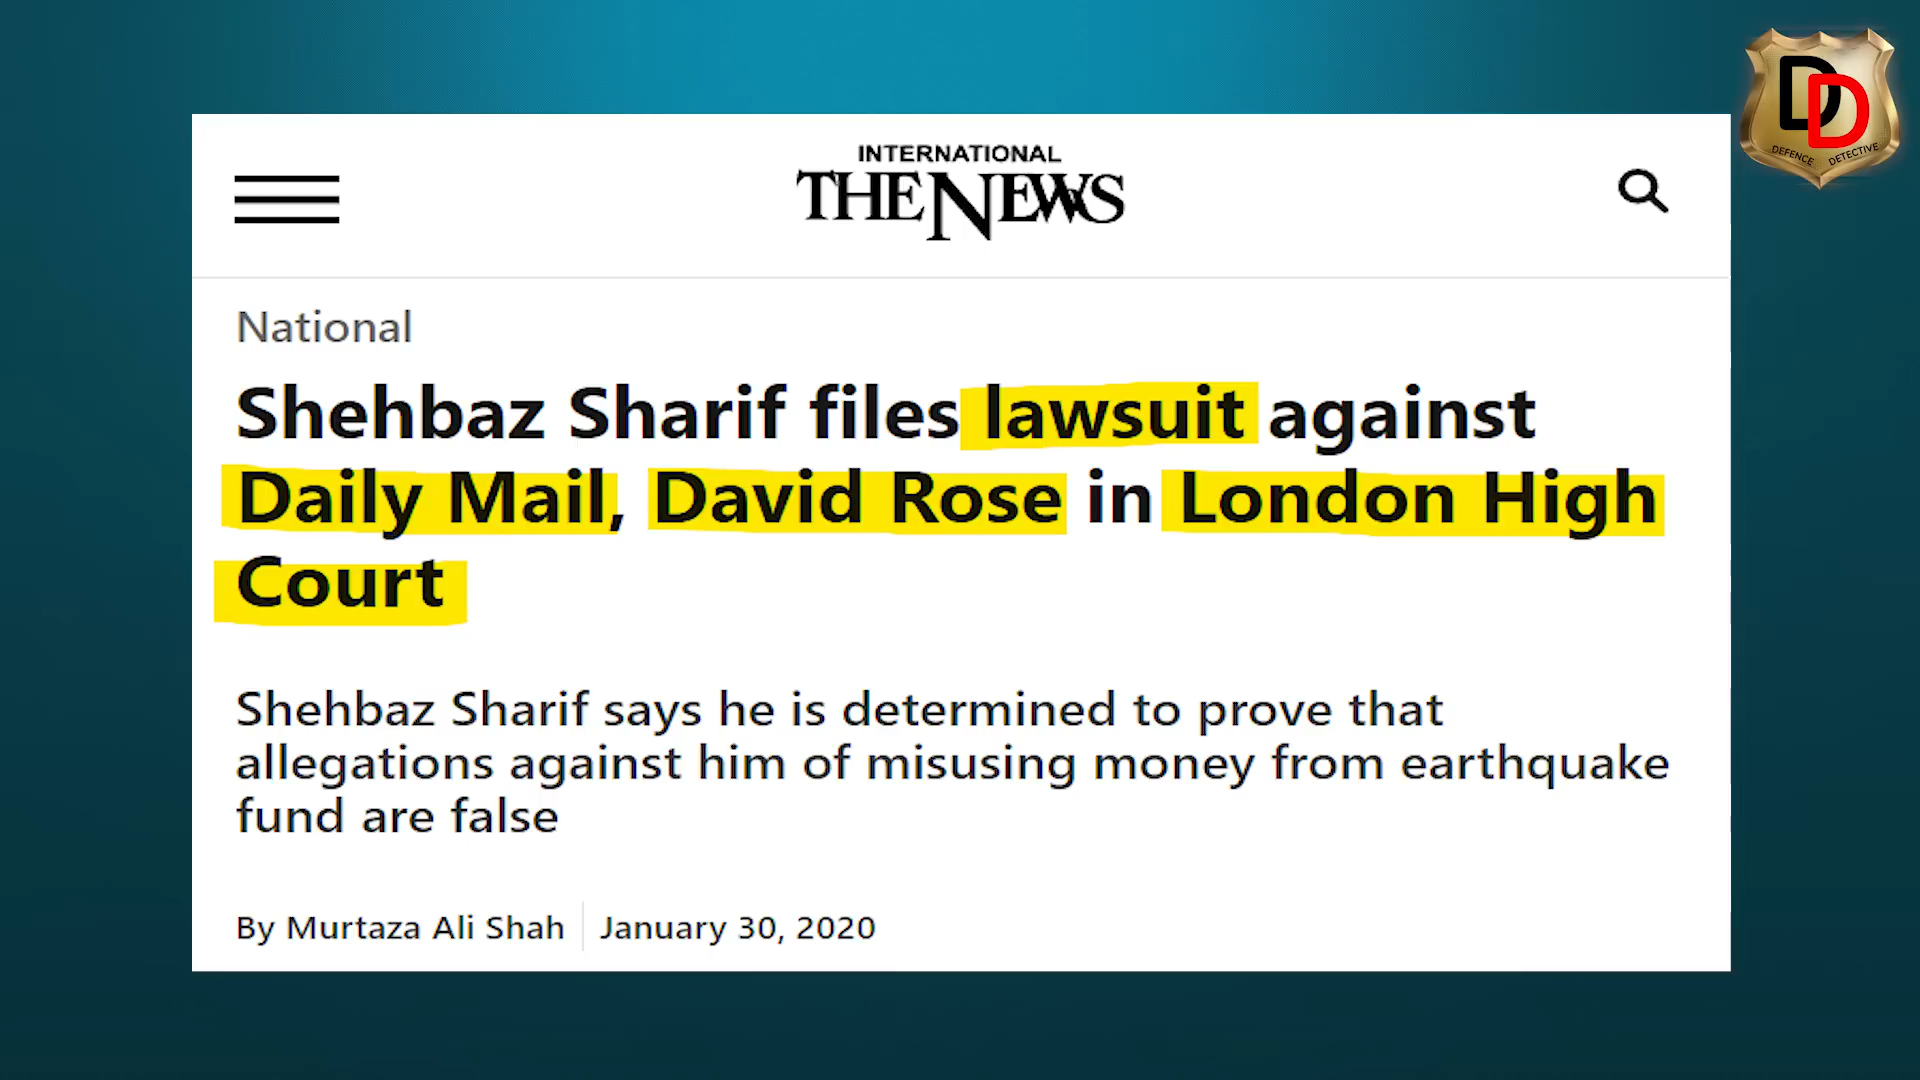 DD
DEFENCE DETECTIVE
INTERNATIONAL
THE NEWS
National
Shehbaz Sharif files lawsuit against
Daily Mail, David Rose in London High
Court
Shehbaz Sharif says he is determined to prove that
allegations against him of misusing money from earthquake
fund are false
By Murtaza Ali Shah January 30, 2020